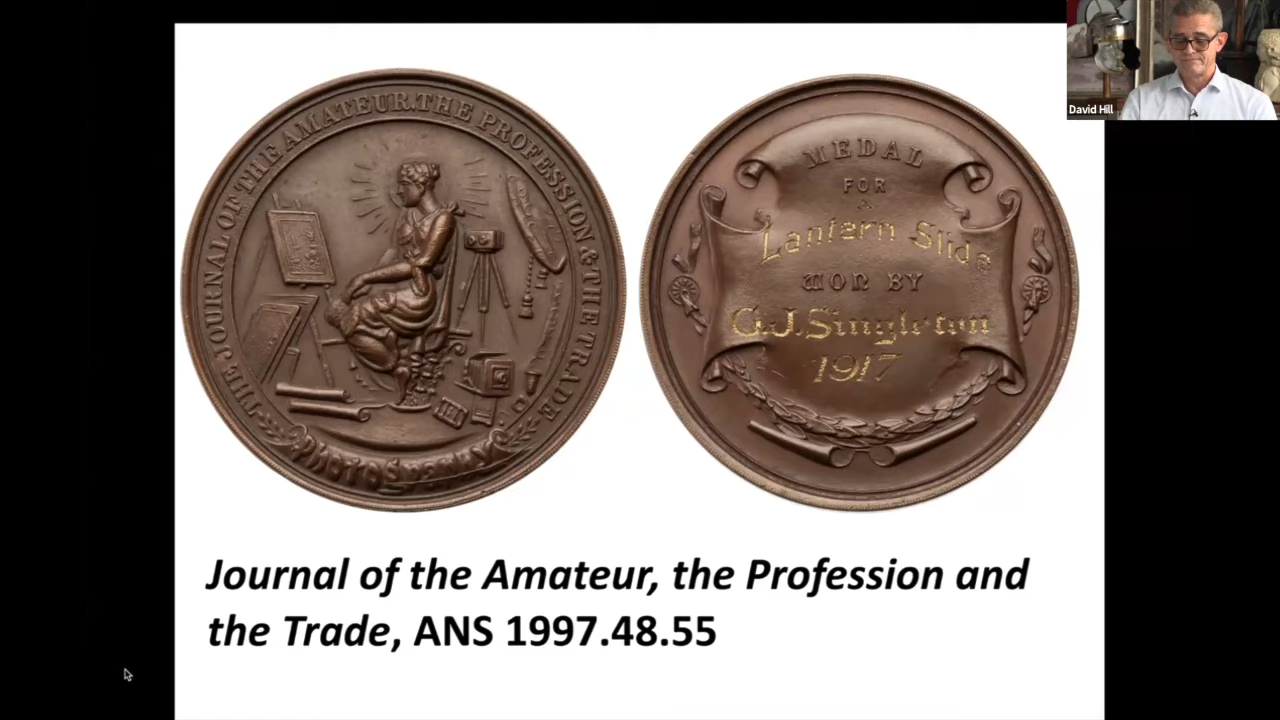 David Hill
THE JOURNAL OF THE AMATEUR. THE PROFESSION & THE TRADE
PhotoGraphy
MEDAL
FOR
A
Lantern Slide
WON BY
G.J. Singleton
1917
Journal of the Amateur, the Profession and
the Trade, ANS 1997.48.55